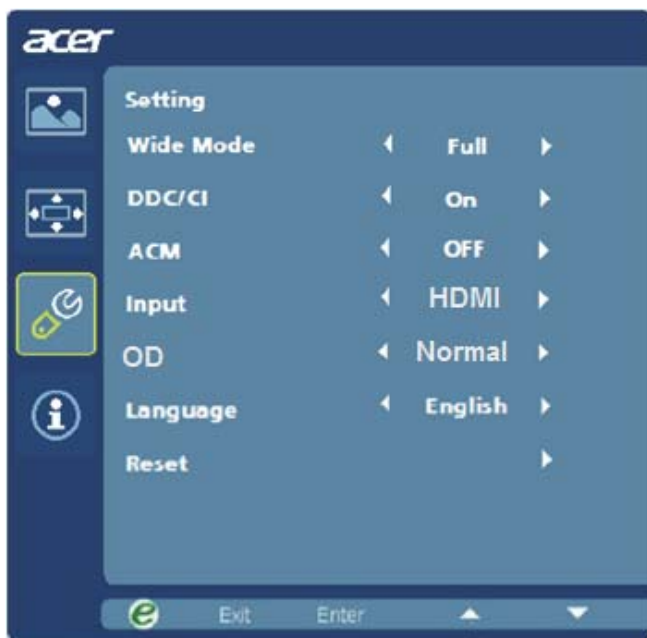 acer
Setting
Wide Mode Full
DDC/CI On
ACM OFF
Input HDMI
OD Normal
Language English
Reset
e Exit Enter